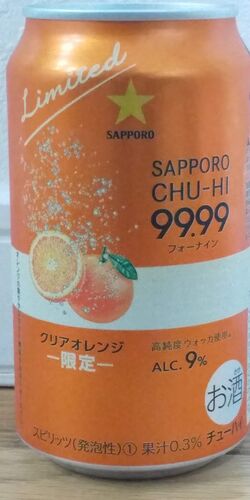 Limited
SAPPORO
SAPPORO
CHU-HI
99.99
フォーナイン
クリアオレンジ
―限定―
高純度ウォッカ使用
ALC. 9%
お酒
スピリッツ(発泡性)① 果汁0.3% チューハイ